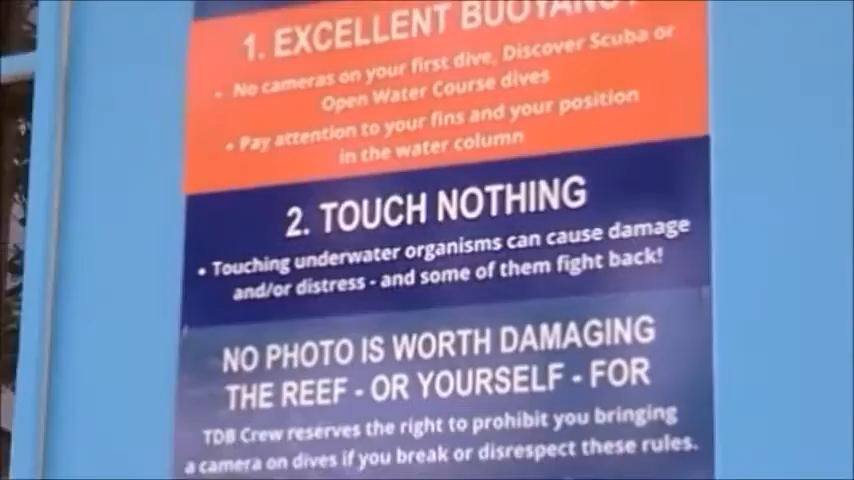 1. EXCELLENT BUOYANCY
• No cameras on your first dive, Discover Scuba or
Open Water Course dives
• Pay attention to your fins and your position
in the water column
2. TOUCH NOTHING
• Touching underwater organisms can cause damage
and/or distress - and some of them fight back!
NO PHOTO IS WORTH DAMAGING
THE REEF - OR YOURSELF - FOR
TDB Crew reserves the right to prohibit you bringing
a camera on dives if you break or disrespect these rules.